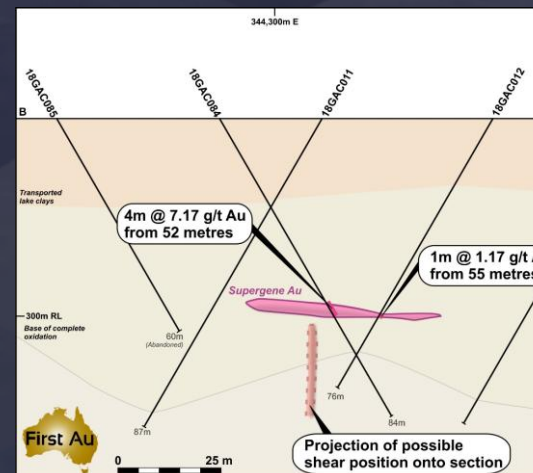 344,300m E
18GAC085
18GAC084
18GAC011
18GAC012
B
Transported
lake clays
4m @ 7.17 g/t Au
from 52 metres
1m @ 1.17 g/t
from 55 metres
Supergene Au
300m RL
Base of complete
oxidation
60m
(Abandoned)
76m
84m
87m
First Au
0 25 m
Projection of possible
shear position onto section